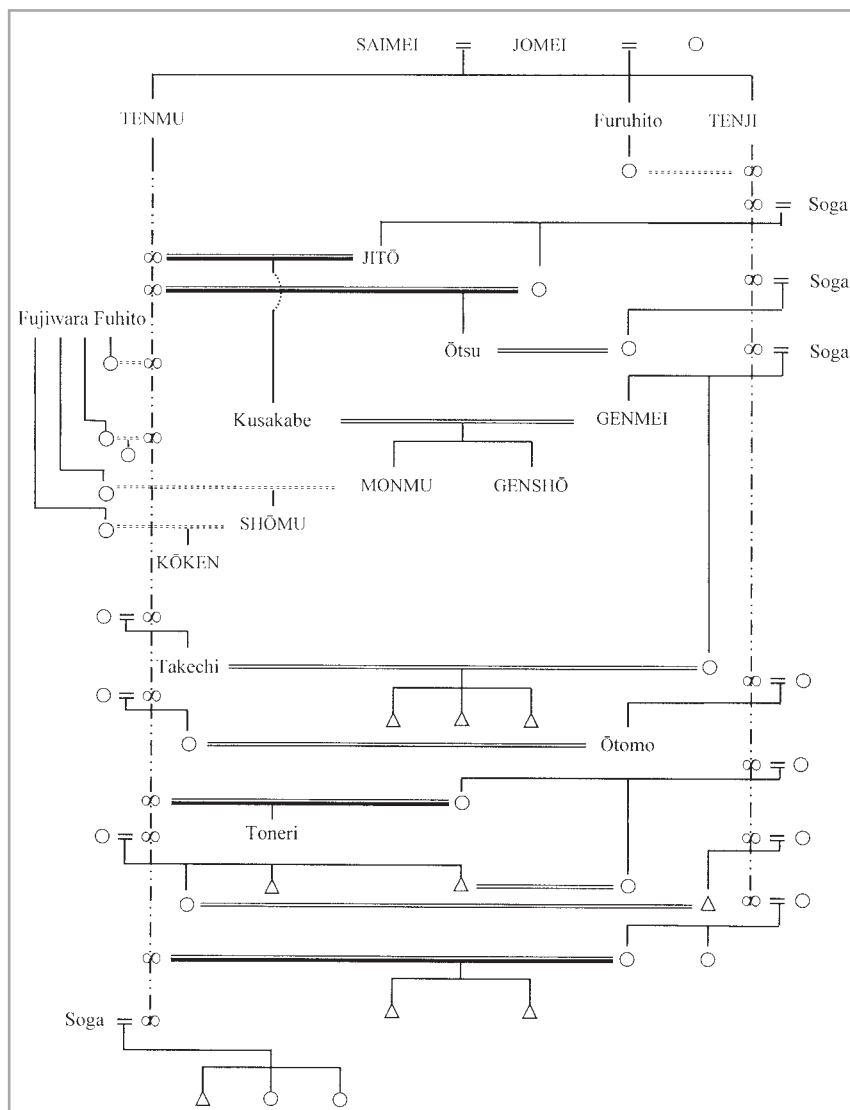 SAIMEI = JOMEI =
TENMU Furuhito TENJI
Soga
JITŌ
Soga
Fujiwara Fuhito
Ōtsu
Soga
Kusakabe GENMEI
MONMU GENSHŌ
SHŌMU
KŌKEN
Takechi
Ōtomo
Toneri
Soga